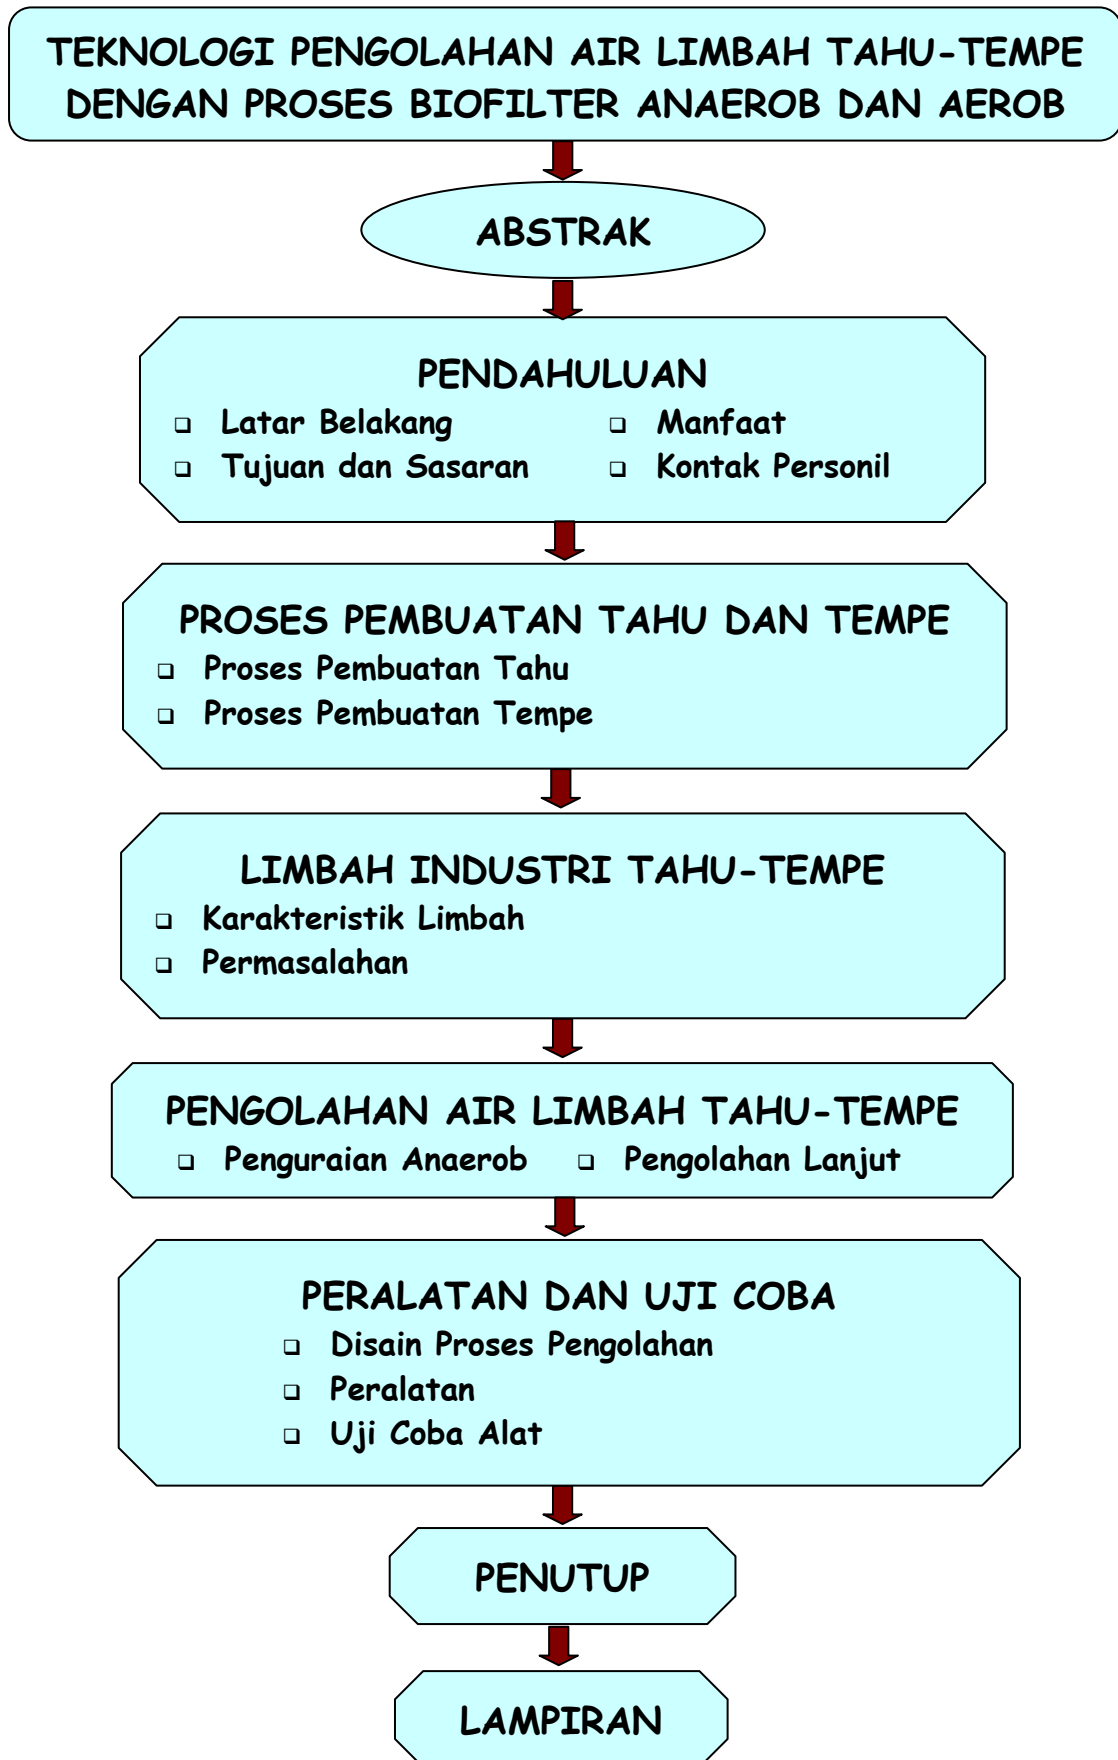 TEKNOLOGI PENGOLAHAN AIR LIMBAH TAHU-TEMPE
DENGAN PROSES BIOFILTER ANAEROB DAN AEROB
ABSTRAK
PENDAHULUAN
❑ Latar Belakang ❑ Manfaat
❑ Tujuan dan Sasaran ❑ Kontak Personil
PROSES PEMBUATAN TAHU DAN TEMPE
❑ Proses Pembuatan Tahu
❑ Proses Pembuatan Tempe
LIMBAH INDUSTRI TAHU-TEMPE
❑ Karakteristik Limbah
❑ Permasalahan
PENGOLAHAN AIR LIMBAH TAHU-TEMPE
❑ Penguraian Anaerob ❑ Pengolahan Lanjut
PERALATAN DAN UJI COBA
❑ Disain Proses Pengolahan
❑ Peralatan
❑ Uji Coba Alat
PENUTUP
LAMPIRAN